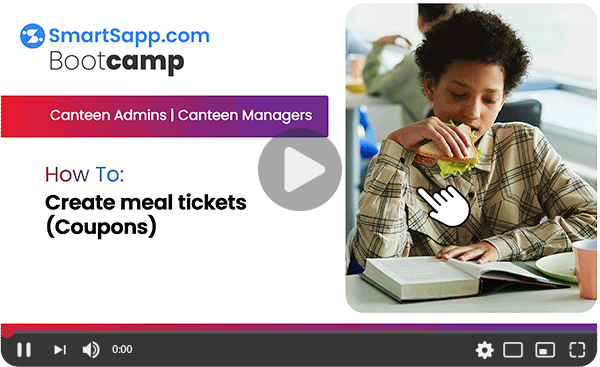 SmartSapp.com
Bootcamp
Canteen Admins | Canteen Managers
How To:
Create meal tickets
(Coupons)
0:00